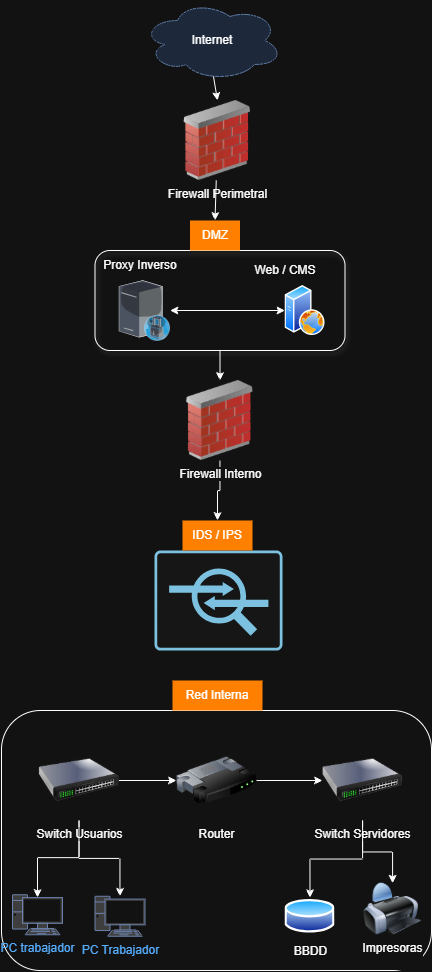 Internet
Firewall Perimetral
DMZ
Proxy Inverso
Web / CMS
Firewall Interno
IDS / IPS
Red Interna
Switch Usuarios
Router
Switch Servidores
PC trabajador
PC Trabajador
BBDD
Impresoras